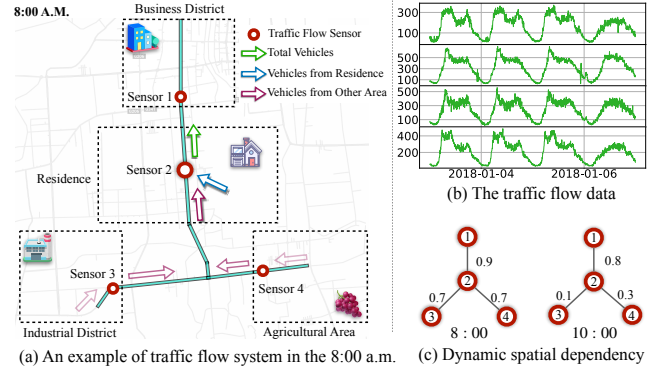 8:00 A.M.
Business District
Traffic Flow Sensor
Total Vehicles
Vehicles from Residence
Vehicles from Other Area
Sensor 1
Sensor 2
Residence
Sensor 3
Sensor 4
Industrial District
Agricultural Area
(a) An example of traffic flow system in the 8:00 a.m.
300
100
500
300
100
500
300
100
400
200
2018-01-04 2018-01-06
(b) The traffic flow data
1 1
0.9 0.8
2 2
0.7 0.7 0.1 0.3
3 4 3 4
8 : 00 10 : 00
(c) Dynamic spatial dependency